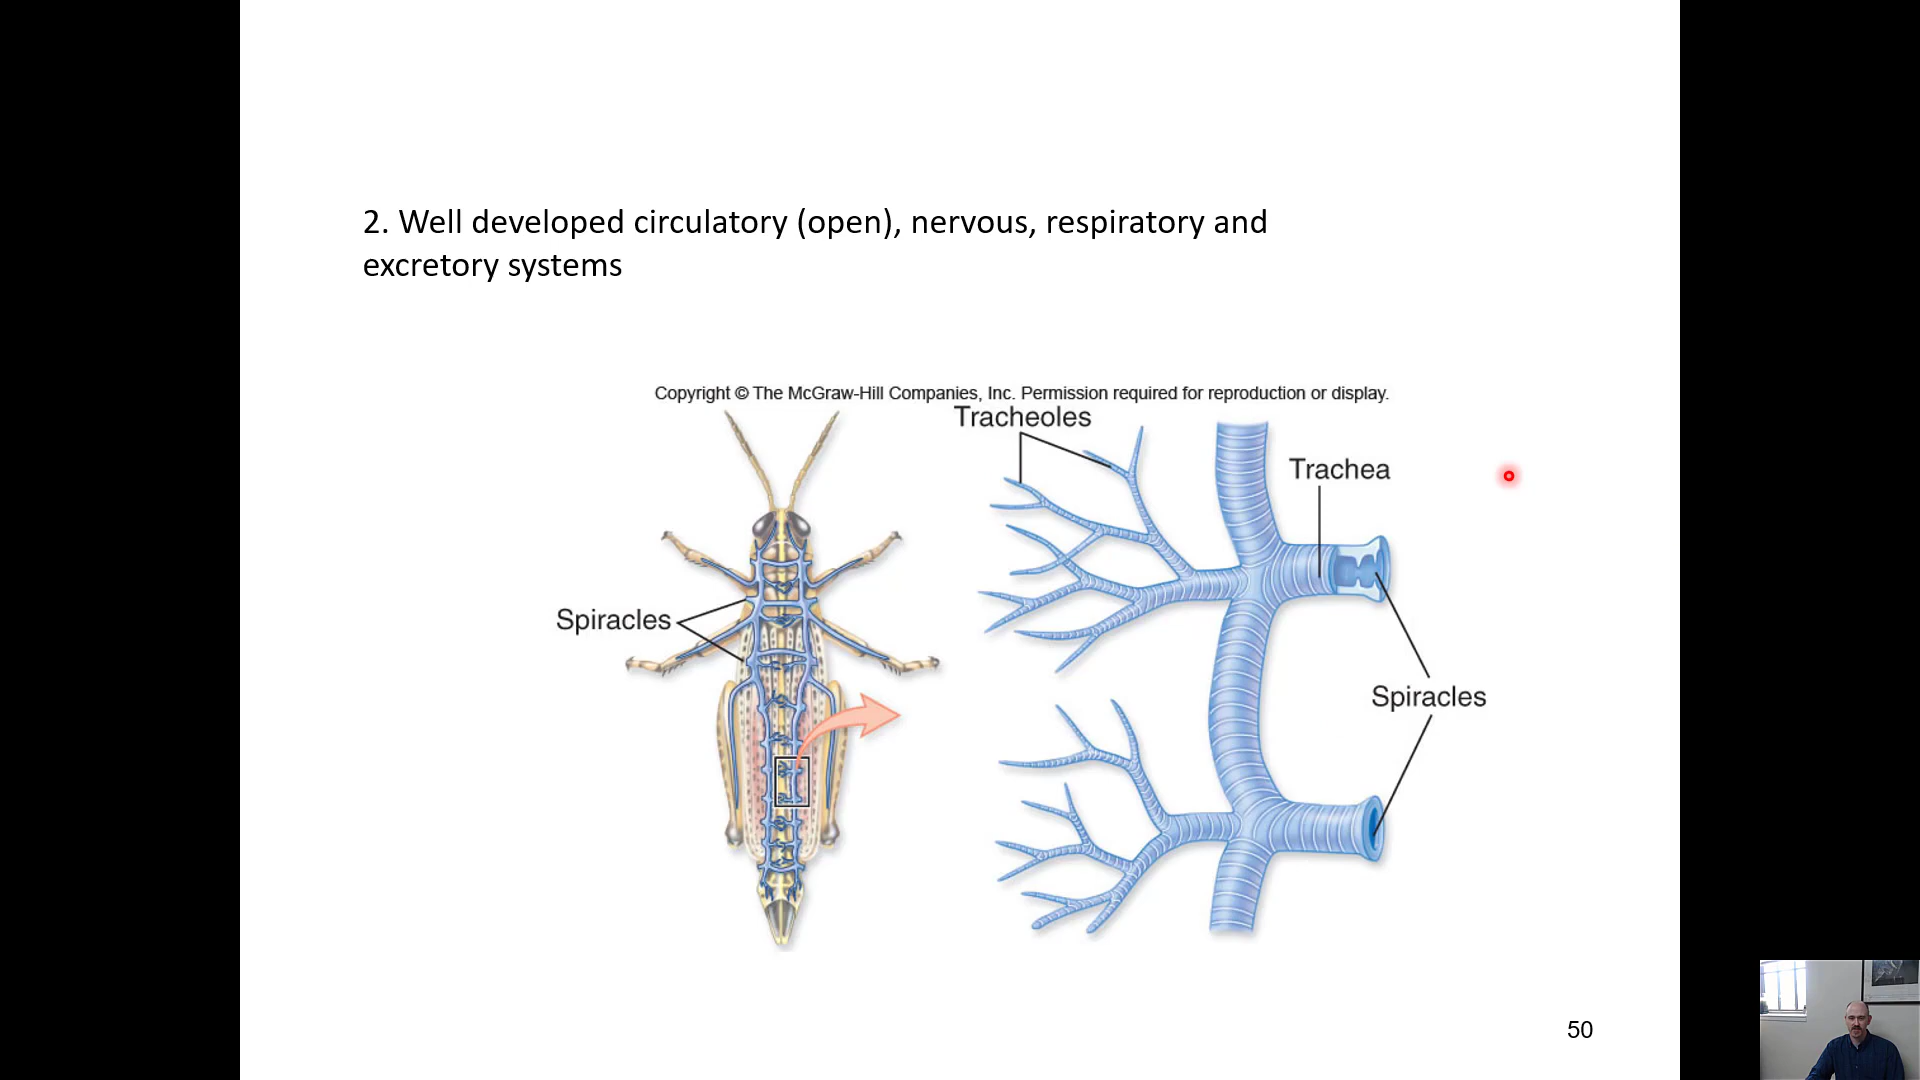 2. Well developed circulatory (open), nervous, respiratory and
excretory systems
Copyright © The McGraw-Hill Companies, Inc. Permission required for reproduction or display.
Tracheoles
Trachea
Spiracles
Spiracles
50